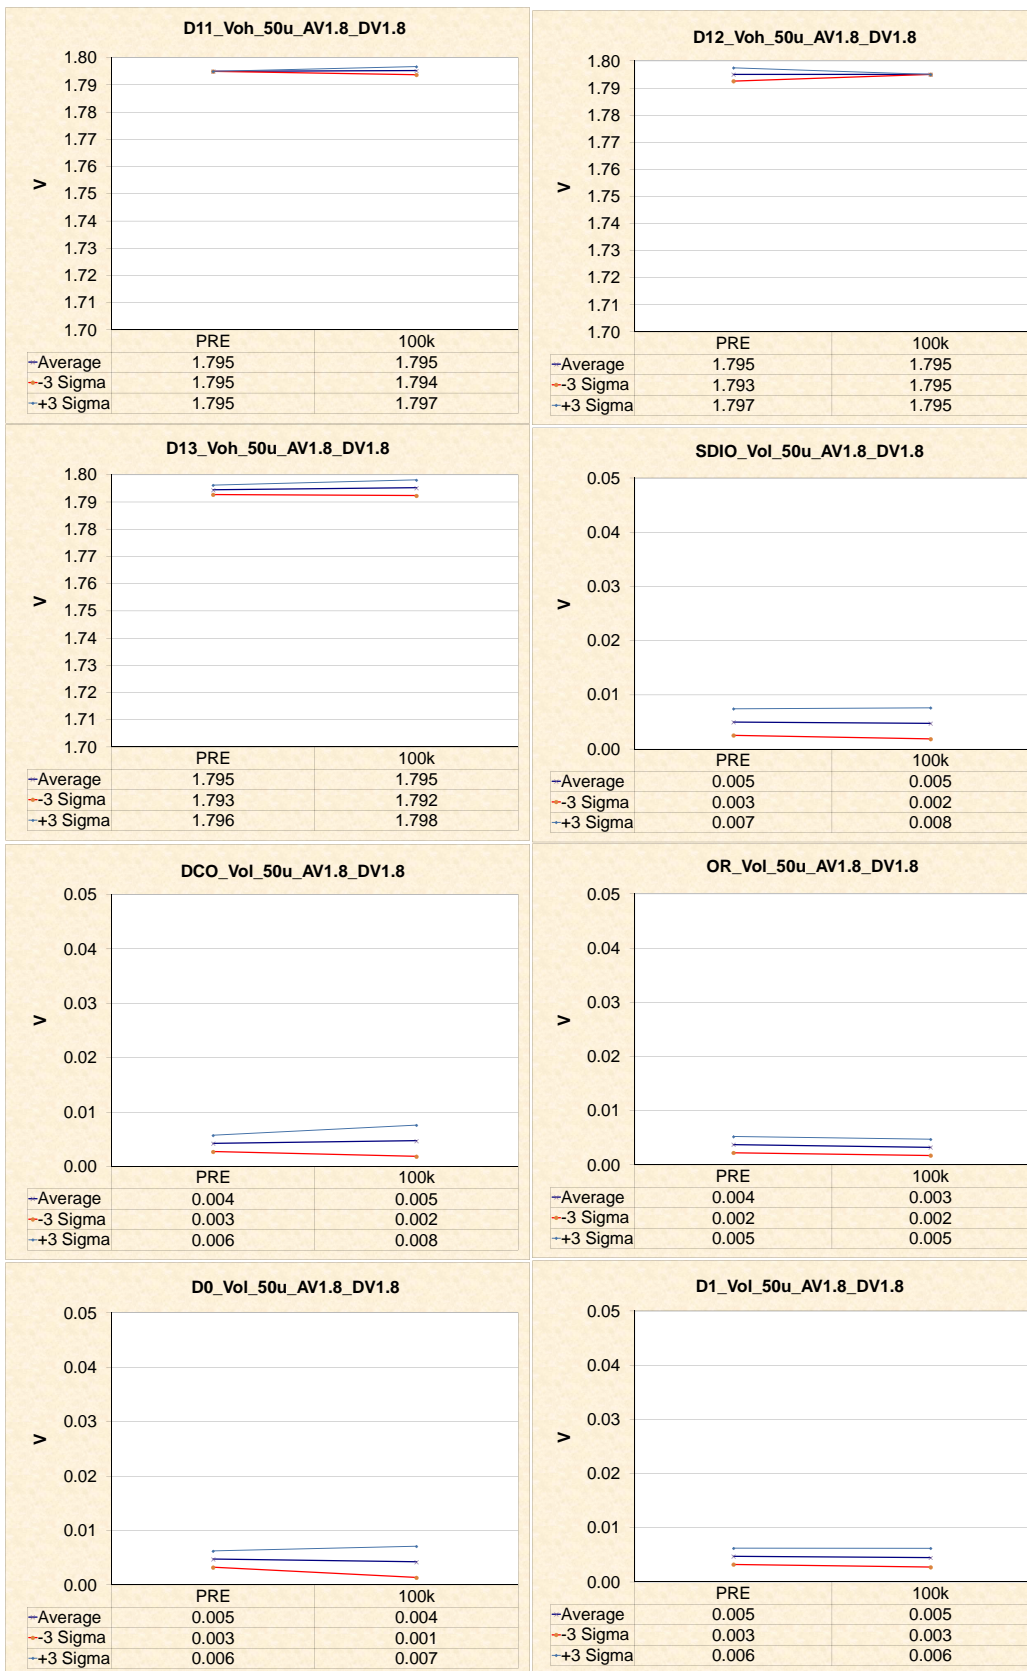 D11_Voh_50u_AV1.8_DV1.8
1.80
1.79
1.78
1.77
1.76
1.75
1.74
1.73
1.72
1.71
1.70
V
PRE 100k
Average 1.795 1.795
-3 Sigma 1.795 1.794
+3 Sigma 1.795 1.797
D12_Voh_50u_AV1.8_DV1.8
1.80
1.79
1.78
1.77
1.76
1.75
1.74
1.73
1.72
1.71
1.70
V
PRE 100k
Average 1.795 1.795
-3 Sigma 1.793 1.795
+3 Sigma 1.797 1.795
D13_Voh_50u_AV1.8_DV1.8
1.80
1.79
1.78
1.77
1.76
1.75
1.74
1.73
1.72
1.71
1.70
V
PRE 100k
Average 1.795 1.795
-3 Sigma 1.793 1.792
+3 Sigma 1.796 1.798
SDIO_Vol_50u_AV1.8_DV1.8
0.05
0.04
0.03
0.02
0.01
0.00
V
PRE 100k
Average 0.005 0.005
-3 Sigma 0.003 0.002
+3 Sigma 0.007 0.008
DCO_Vol_50u_AV1.8_DV1.8
0.05
0.04
0.03
0.02
0.01
0.00
V
PRE 100k
Average 0.004 0.005
-3 Sigma 0.003 0.002
+3 Sigma 0.006 0.008
OR_Vol_50u_AV1.8_DV1.8
0.05
0.04
0.03
0.02
0.01
0.00
V
PRE 100k
Average 0.004 0.003
-3 Sigma 0.002 0.002
+3 Sigma 0.005 0.005
D0_Vol_50u_AV1.8_DV1.8
0.05
0.04
0.03
0.02
0.01
0.00
V
PRE 100k
Average 0.005 0.004
-3 Sigma 0.003 0.001
+3 Sigma 0.006 0.007
D1_Vol_50u_AV1.8_DV1.8
0.05
0.04
0.03
0.02
0.01
0.00
V
PRE 100k
Average 0.005 0.005
-3 Sigma 0.003 0.003
+3 Sigma 0.006 0.006